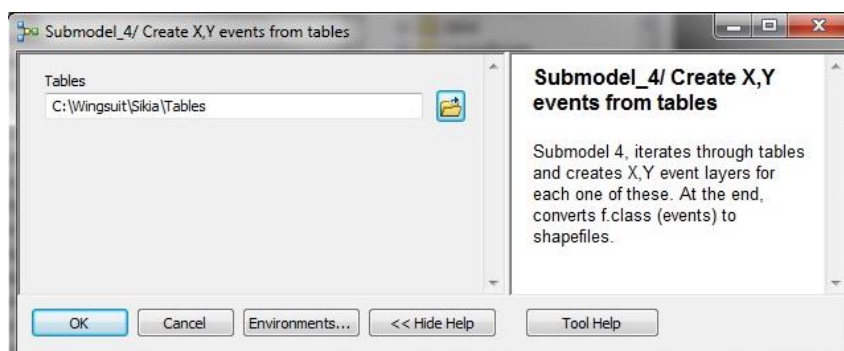 Submodel_4/ Create X,Y events from tables
Tables
C:\Wingsuit\Sikia\Tables
Submodel_4/ Create X,Y
events from tables
Submodel 4, iterates through tables
and creates X,Y event layers for
each one of these. At the end,
converts f.class (events) to
shapefiles.
OK
Cancel
Environments...
<< Hide Help
Tool Help